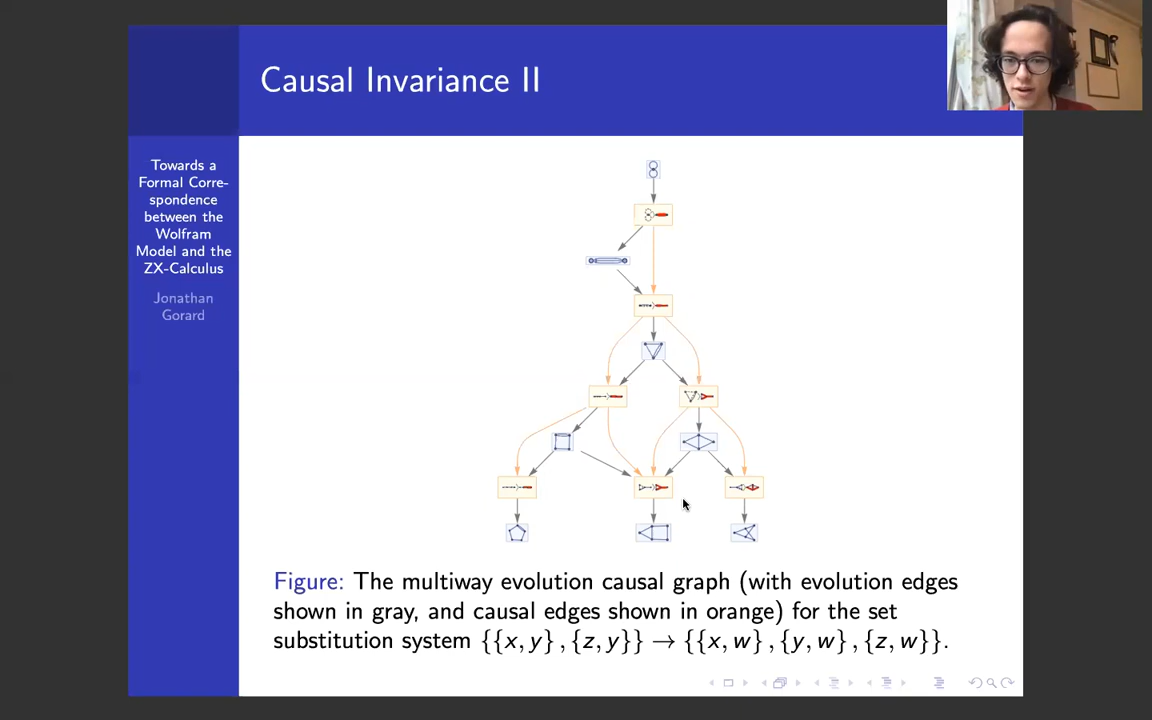 Causal Invariance II
Towards a
Formal Corre-
spondence
between the
Wolfram
Model and the
ZX-Calculus
Jonathan
Gorard
Figure: The multiway evolution causal graph (with evolution edges
shown in gray, and causal edges shown in orange) for the set
substitution system {{x, y} , {z, y}} → {{x, w} , {y, w} , {z, w}}.